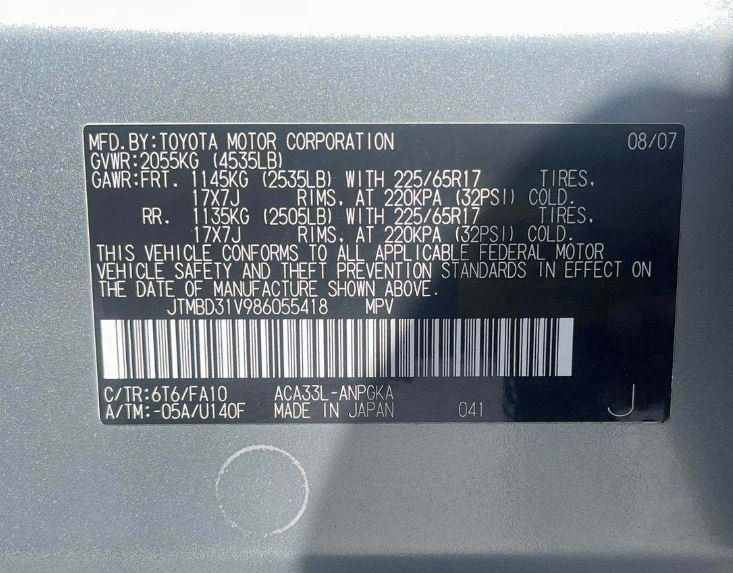 MFD.BY:TOYOTA MOTOR CORPORATION 08/07
GVWR:2055KG (4535LB)
GAWR:FRT. 1145KG (2535LB) WITH 225/65R17 TIRES,
17X7J RIMS, AT 220KPA (32PSI) COLD.
RR. 1135KG (2505LB) WITH 225/65R17 TIRES,
17X7J RIMS, AT 220KPA (32PSI) COLD.
THIS VEHICLE CONFORMS TO ALL APPLICABLE FEDERAL MOTOR
VEHICLE SAFETY AND THEFT PREVENTION STANDARDS IN EFFECT ON
THE DATE OF MANUFACTURE SHOWN ABOVE.
JTMBD31V986055418 MPV
C/TR:6T6/FA10 ACA33L-ANPGKA
A/TM:-05A/U140F MADE IN JAPAN 041 J